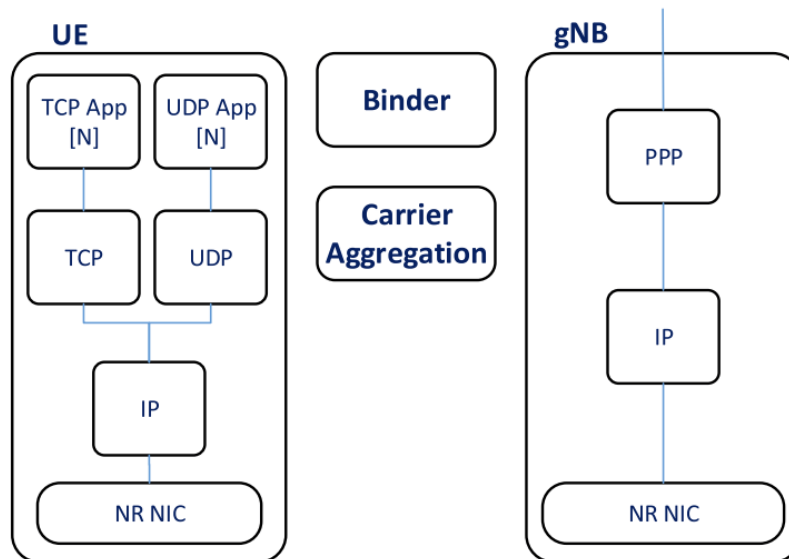 UE
TCP App
[N]
UDP App
[N]
TCP
UDP
IP
NR NIC
Binder
Carrier
Aggregation
gNB
PPP
IP
NR NIC